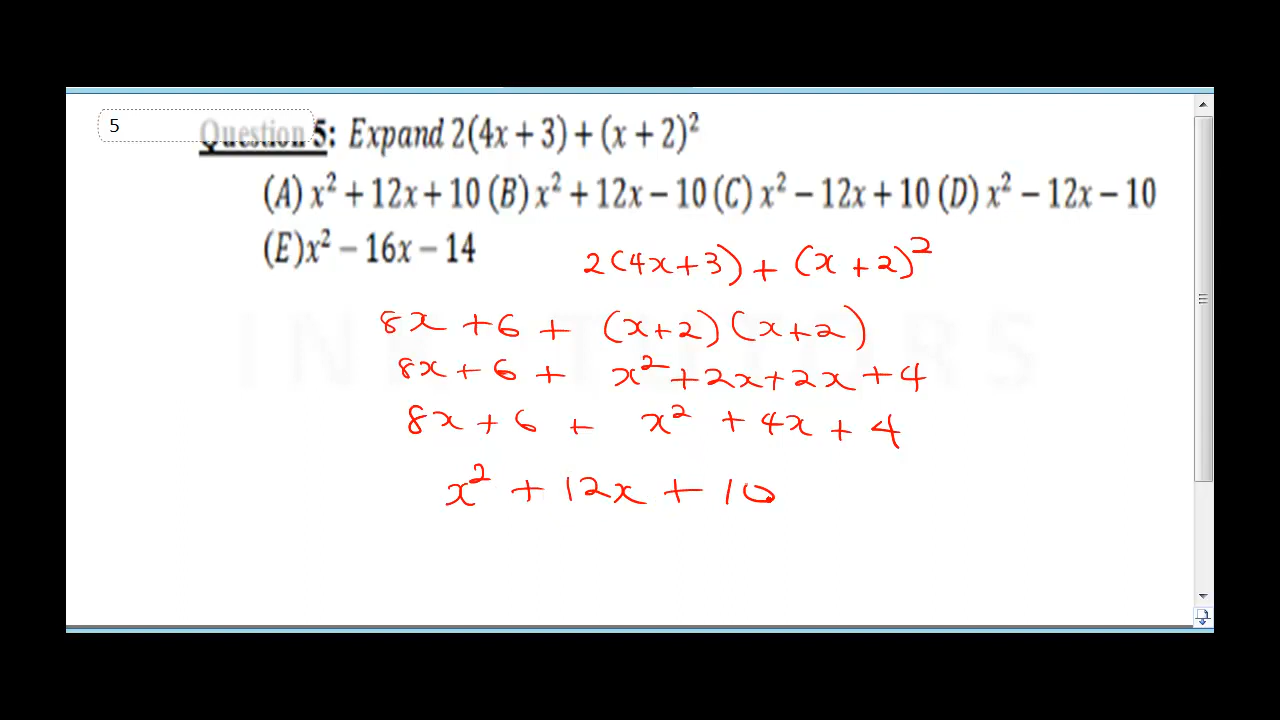 5
Question 5: Expand 2(4x + 3) + (x + 2)²
(A) x² + 12x + 10 (B) x² + 12x − 10 (C) x² − 12x + 10 (D) x² − 12x − 10
(E)x² − 16x − 14
2(4x+3) + (x+2)²
8x +6 + (x+2)(x+2)
8x + 6 + x² +2x+2x +4
8x + 6 + x² + 4x + 4
x² + 12x + 10
INK TUTORS